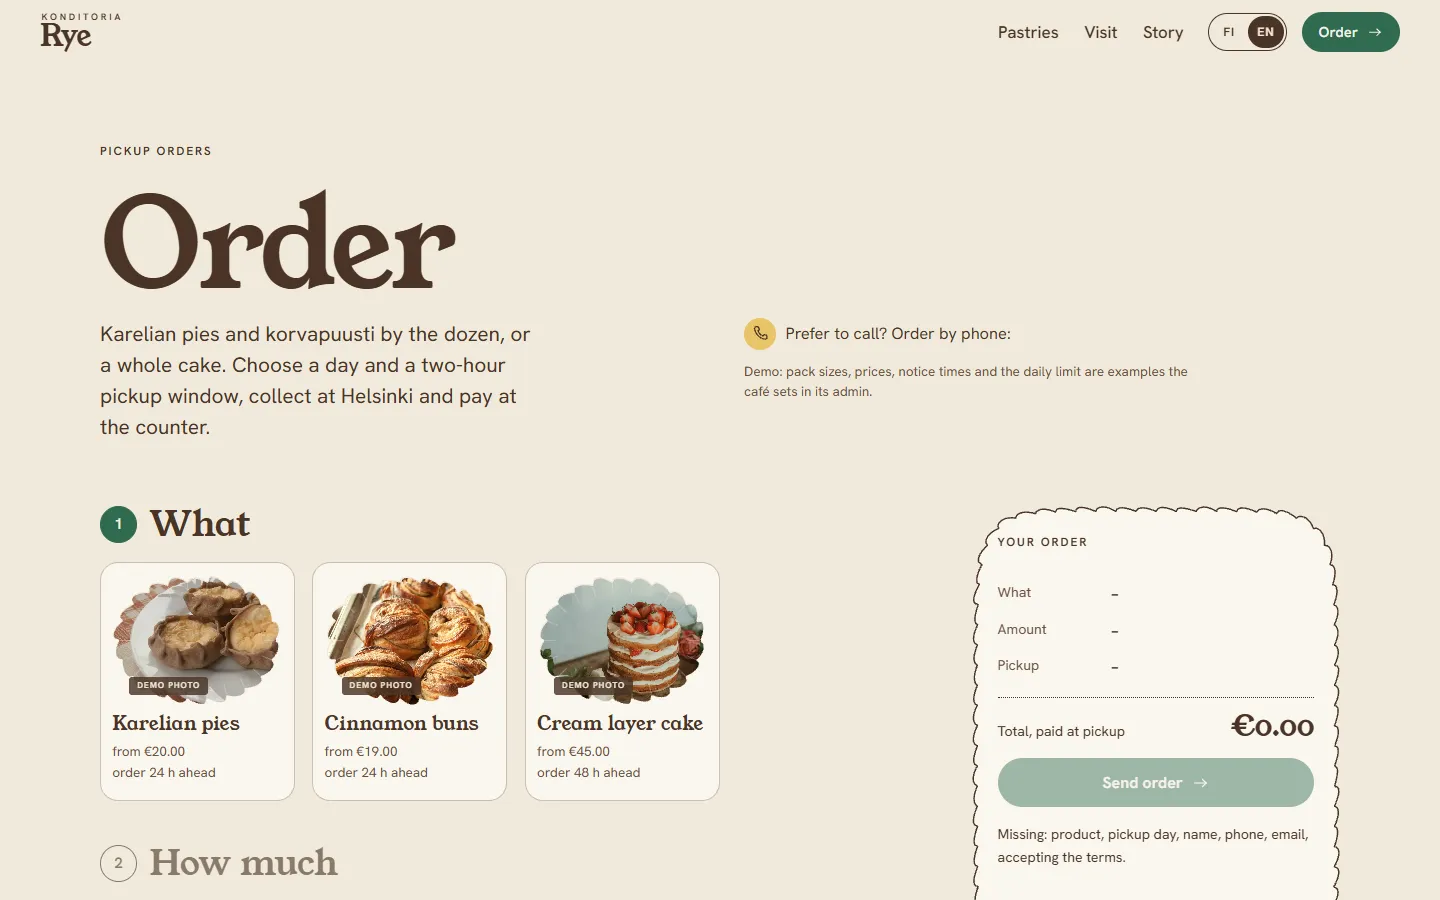 KONDITORIA
Rye
Pastries
Visit
Story
FI
EN
Order →
PICKUP ORDERS
Order
Karelian pies and korvapuusti by the dozen, or
a whole cake. Choose a day and a two-hour
pickup window, collect at Helsinki and pay at
the counter.
Prefer to call? Order by phone:
Demo: pack sizes, prices, notice times and the daily limit are examples the
café sets in its admin.
1 What
DEMO PHOTO
Karelian pies
from €20.00
order 24 h ahead
DEMO PHOTO
Cinnamon buns
from €19.00
order 24 h ahead
DEMO PHOTO
Cream layer cake
from €45.00
order 48 h ahead
2 How much
YOUR ORDER
What –
Amount –
Pickup –
Total, paid at pickup €0.00
Send order →
Missing: product, pickup day, name, phone, email,
accepting the terms.